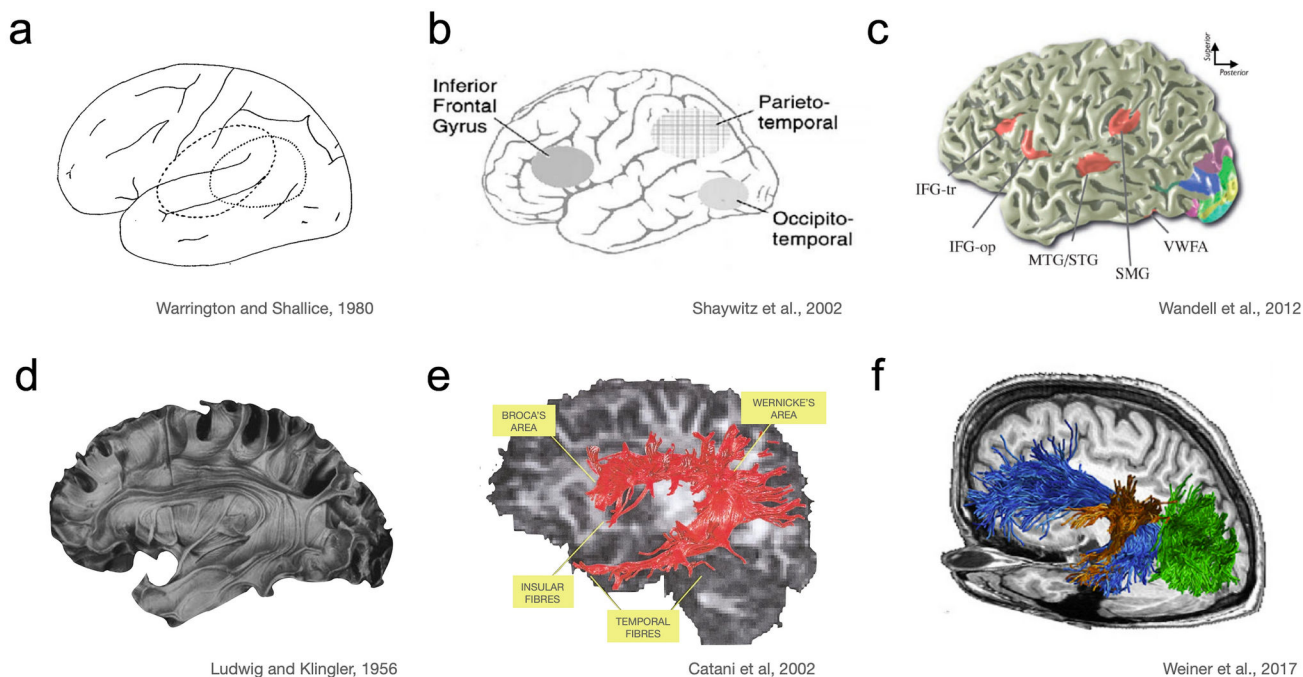 a
b
c
Inferior
Frontal
Gyrus
Parieto-
temporal
Occipito-
temporal
Superior
Posterior
IFG-tr
IFG-op
MTG/STG
SMG
VWFA
Warrington and Shallice, 1980
Shaywitz et al., 2002
Wandell et al., 2012
d
e
f
BROCA'S
AREA
WERNICKE'S
AREA
INSULAR
FIBRES
TEMPORAL
FIBRES
Ludwig and Klingler, 1956
Catani et al, 2002
Weiner et al., 2017